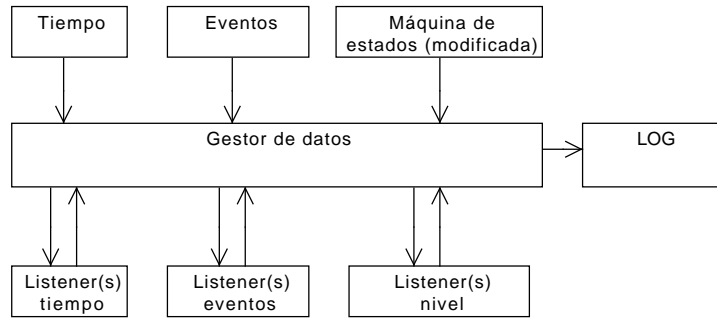 Tiempo
Eventos
Máquina de
estados (modificada)
Gestor de datos
LOG
Listener(s)
tiempo
Listener(s)
eventos
Listener(s)
nivel